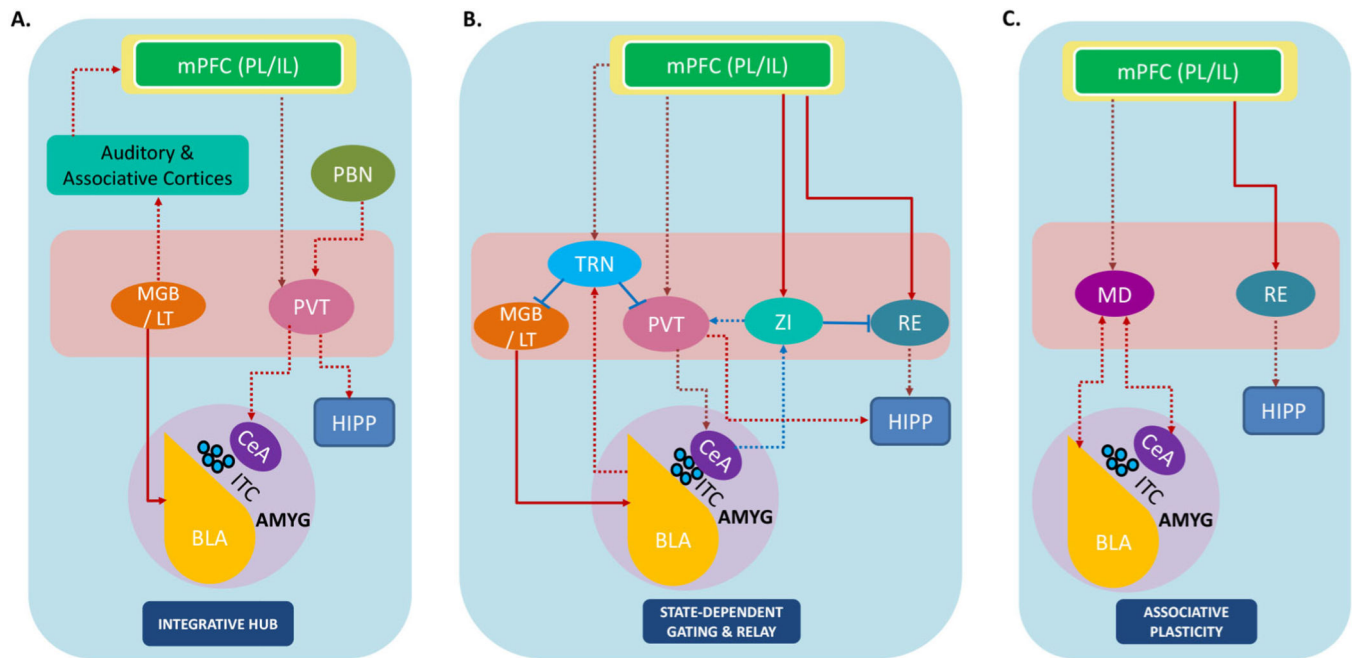 A.
mPFC (PL/IL)
Auditory &
Associative Cortices
PBN
MGB
/ LT
PVT
HIPP
CeA
ITC
AMYG
BLA
INTEGRATIVE HUB
B.
mPFC (PL/IL)
TRN
MGB
/ LT
PVT
ZI
RE
HIPP
CeA
ITC
AMYG
BLA
STATE-DEPENDENT
GATING & RELAY
C.
mPFC (PL/IL)
MD
RE
HIPP
CeA
ITC
AMYG
BLA
ASSOCIATIVE
PLASTICITY